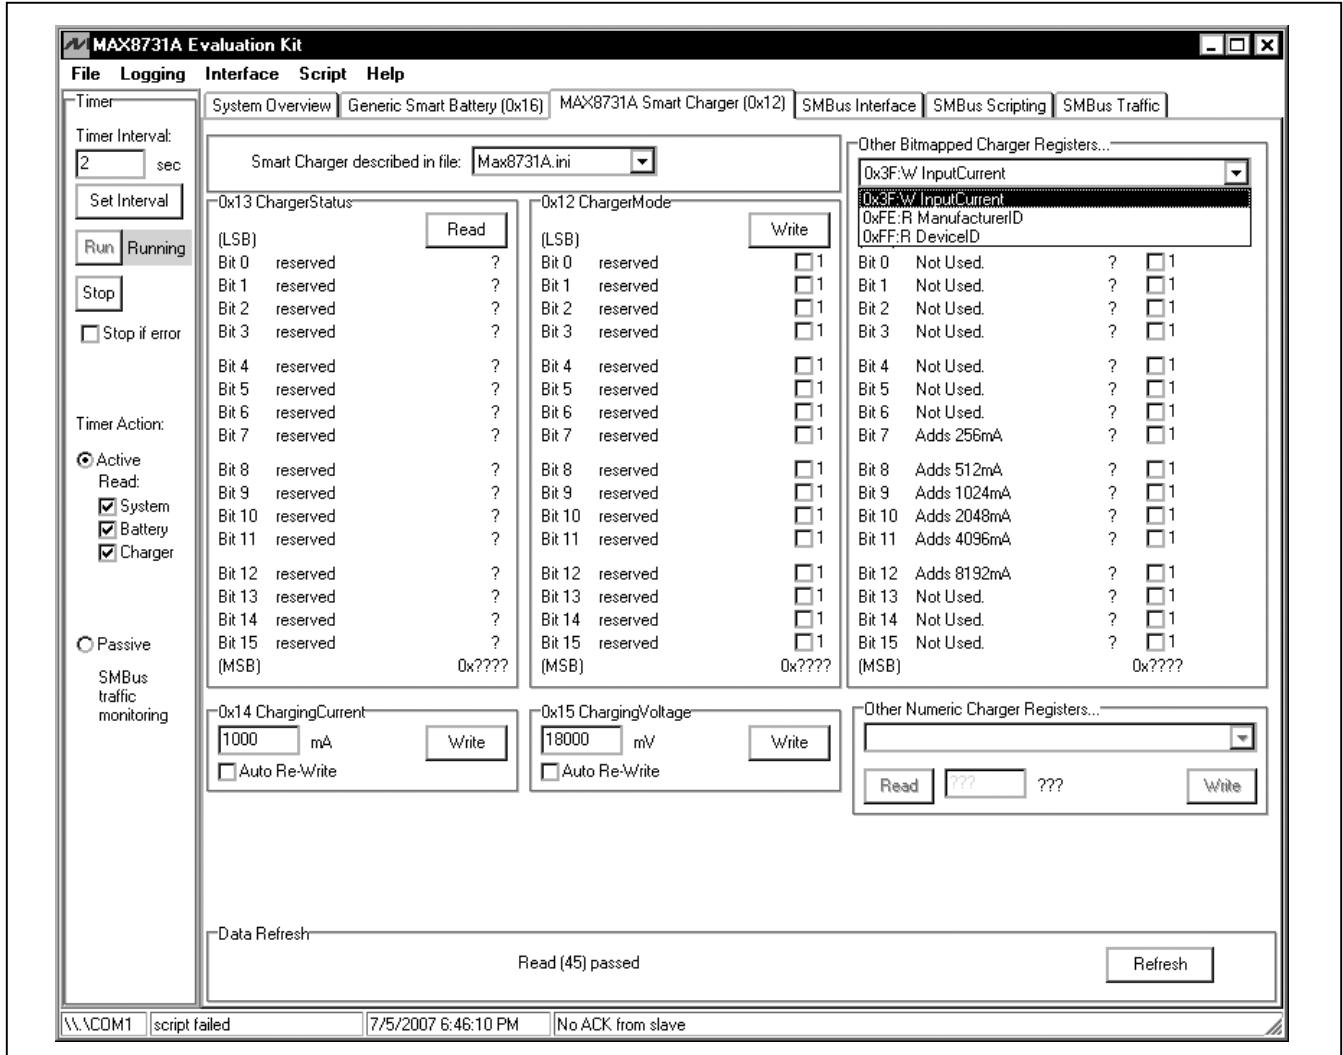 MAX8731A Evaluation Kit
File Logging Interface Script Help
Timer
Timer Interval:
2 sec
Set Interval
Run Running
Stop
Stop if error
Timer Action:
Active
Read:
System
Battery
Charger
Passive
SMBus
traffic
monitoring
System Overview Generic Smart Battery (0x16) MAX8731A Smart Charger (0x12) SMBus Interface SMBus Scripting SMBus Traffic
Smart Charger described in file: Max8731A.ini
0x13 ChargerStatus
Read
(LSB)
Bit 0 reserved ?
Bit 1 reserved ?
Bit 2 reserved ?
Bit 3 reserved ?
Bit 4 reserved ?
Bit 5 reserved ?
Bit 6 reserved ?
Bit 7 reserved ?
Bit 8 reserved ?
Bit 9 reserved ?
Bit 10 reserved ?
Bit 11 reserved ?
Bit 12 reserved ?
Bit 13 reserved ?
Bit 14 reserved ?
Bit 15 reserved ?
(MSB) 0x????
0x12 ChargerMode
Write
(LSB)
Bit 0 reserved 1
Bit 1 reserved 1
Bit 2 reserved 1
Bit 3 reserved 1
Bit 4 reserved 1
Bit 5 reserved 1
Bit 6 reserved 1
Bit 7 reserved 1
Bit 8 reserved 1
Bit 9 reserved 1
Bit 10 reserved 1
Bit 11 reserved 1
Bit 12 reserved 1
Bit 13 reserved 1
Bit 14 reserved 1
Bit 15 reserved 1
(MSB) 0x????
Other Bitmapped Charger Registers...
0x3F:W InputCurrent
0x3F:W InputCurrent
0xFE:R ManufacturerID
0xFF:R DeviceID
Bit 0 Not Used. ? 1
Bit 1 Not Used. ? 1
Bit 2 Not Used. ? 1
Bit 3 Not Used. ? 1
Bit 4 Not Used. ? 1
Bit 5 Not Used. ? 1
Bit 6 Not Used. ? 1
Bit 7 Adds 256mA ? 1
Bit 8 Adds 512mA ? 1
Bit 9 Adds 1024mA ? 1
Bit 10 Adds 2048mA ? 1
Bit 11 Adds 4096mA ? 1
Bit 12 Adds 8192mA ? 1
Bit 13 Not Used. ? 1
Bit 14 Not Used. ? 1
Bit 15 Not Used. ? 1
(MSB) 0x????
0x14 ChargingCurrent
1000 mA Write
Auto Re-Write
0x15 ChargingVoltage
18000 mV Write
Auto Re-Write
Other Numeric Charger Registers...
Read ??? ??? Write
Data Refresh
Read (45) passed Refresh
\\.\COM1 script failed 7/5/2007 6:46:10 PM No ACK from slave